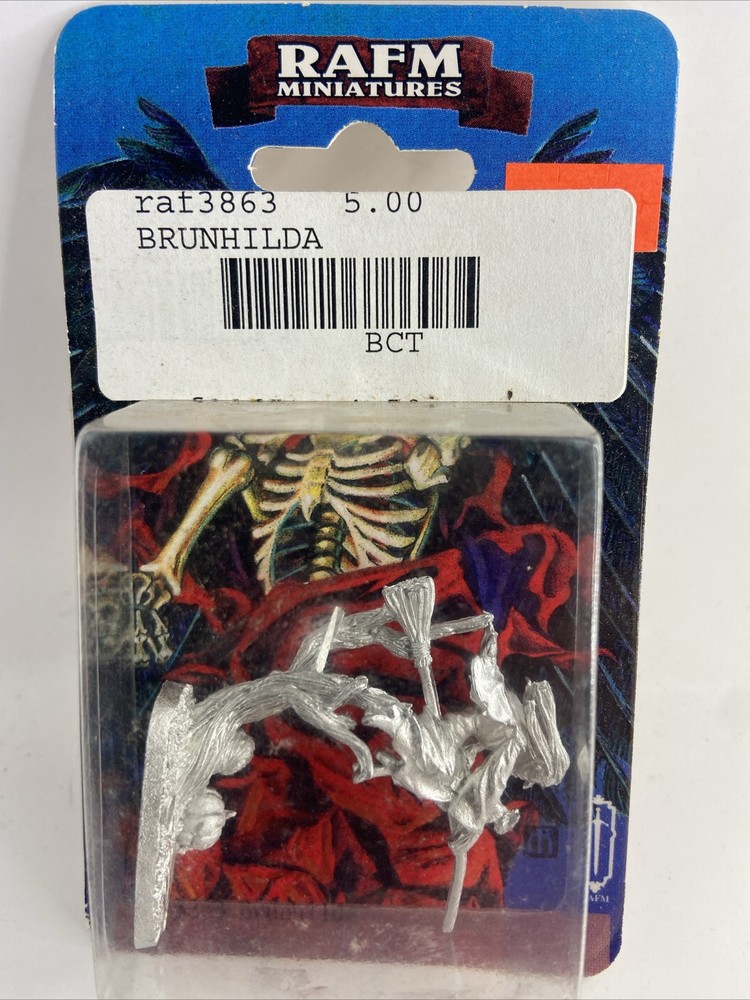 RAFM
MINIATURES
raf3863 5.00
BRUNHILDA
BCT